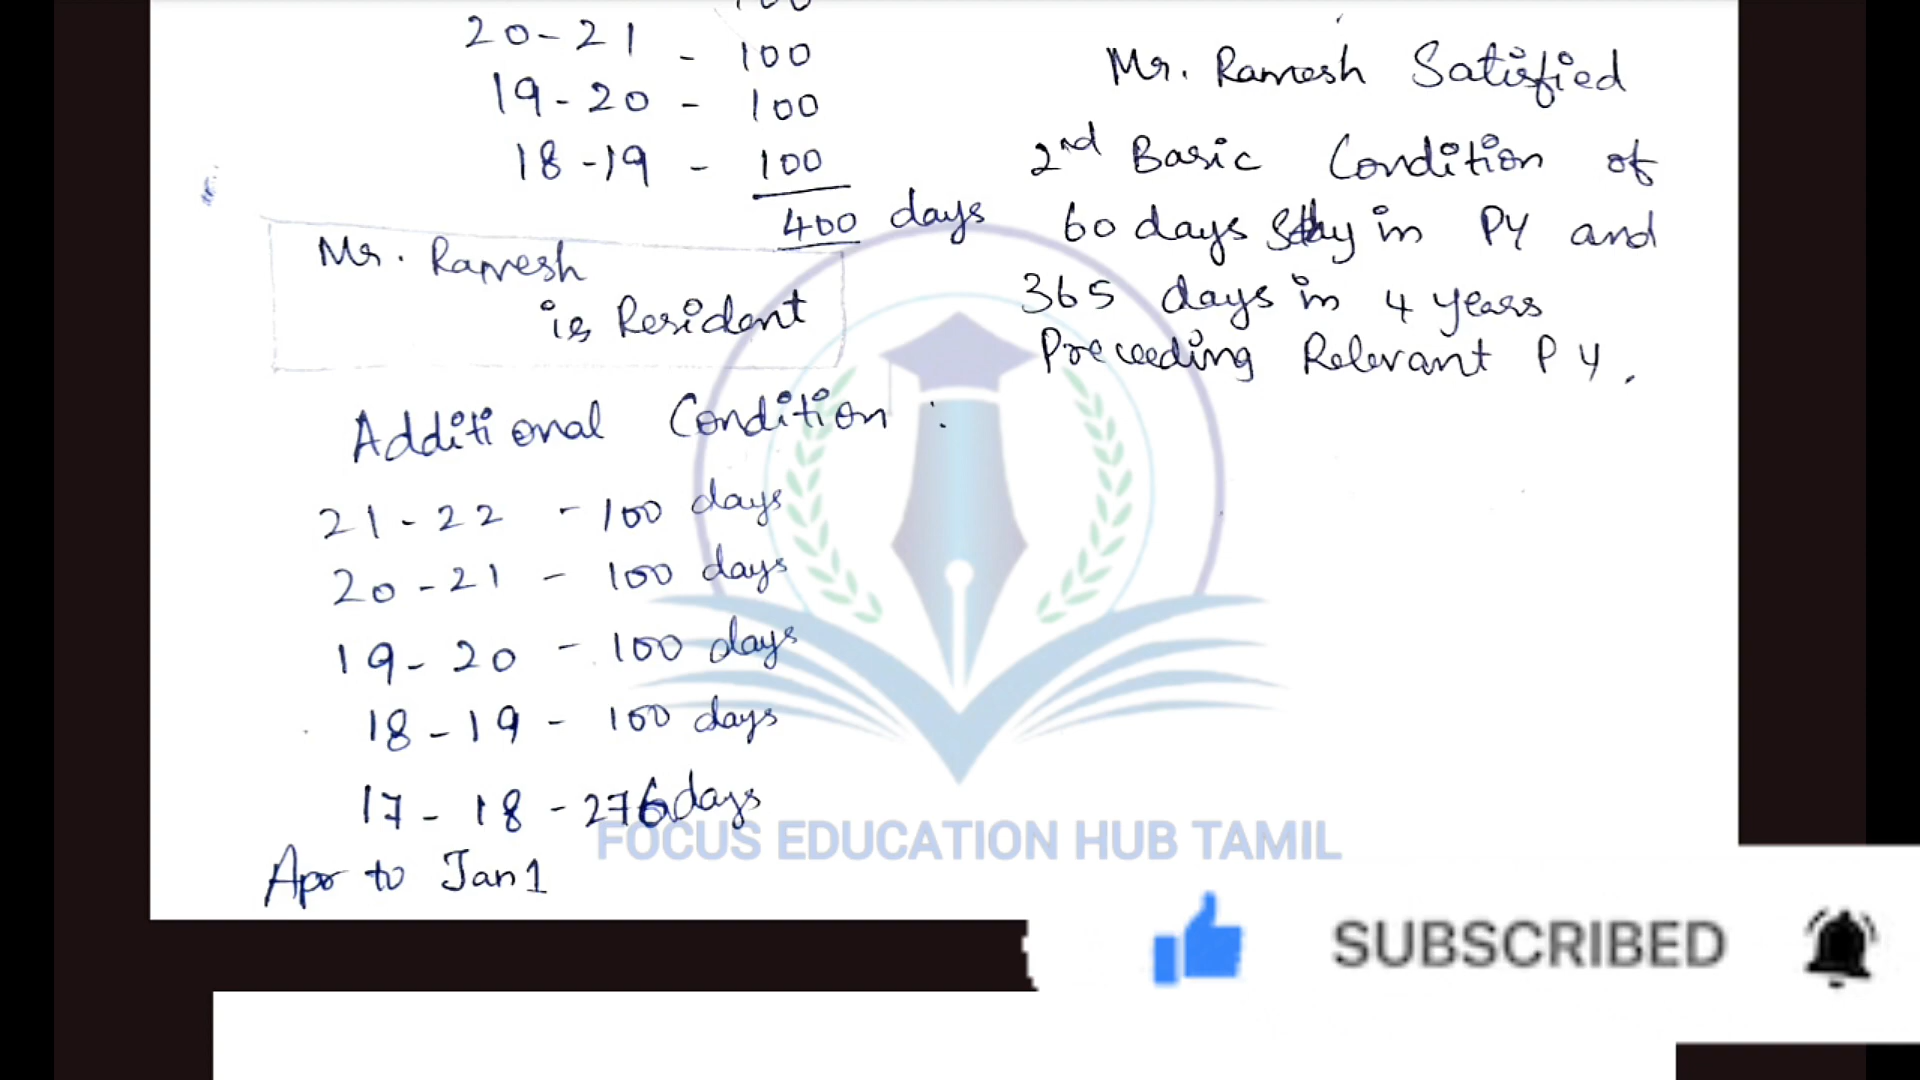 20-21 - 100
19-20 - 100
18-19 - 100
400 days
Mr. Ramesh
is Resident
Mr. Ramesh Satisfied
2nd Basic Condition of
60 days Stay in PY and
365 days in 4 years
Preceeding Relevant PY.
Additional Condition :
21-22 - 100 days
20-21 - 100 days
19-20 - 100 days
18-19 - 100 days
17-18 - 276 days
Apr to Jan 1
FOCUS EDUCATION HUB TAMIL
SUBSCRIBED